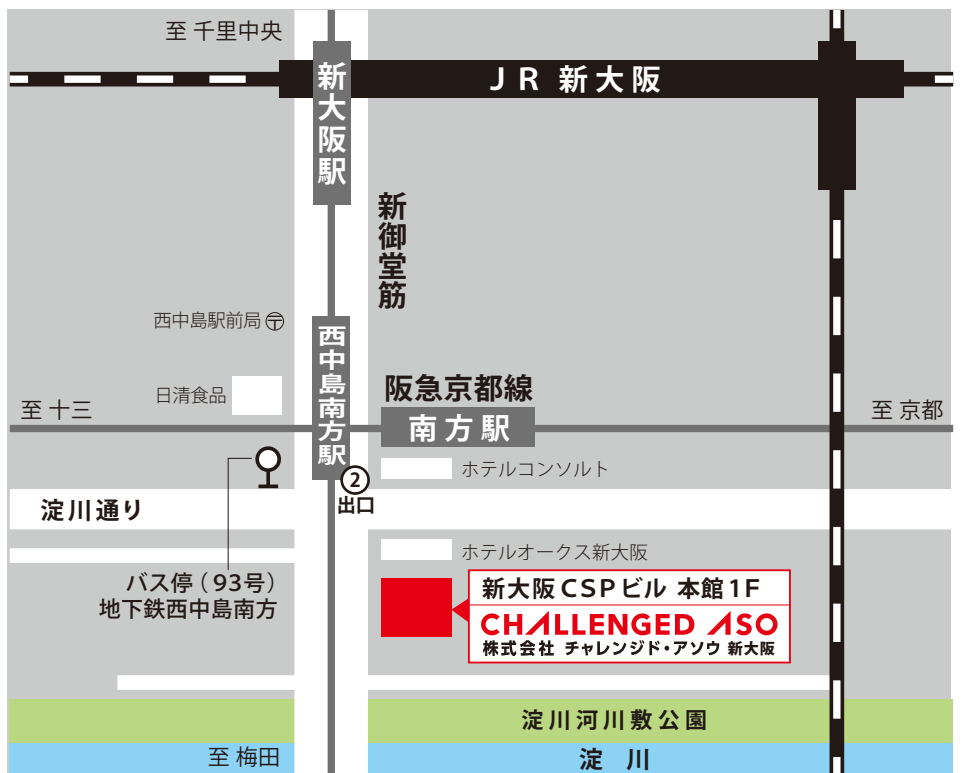 至 千里中央
JR 新大阪
新大阪駅
新御堂筋
西中島駅前局〒
西中島南方駅
日清食品
阪急京都線
至 十三
南方駅
至 京都
ホテルコンソルト
②
出口
淀川通り
ホテルオークス新大阪
バス停(93号)
地下鉄西中島南方
新大阪CSPビル 本館1F
CHALLENGED ASO
株式会社 チャレンジド・アソウ 新大阪
淀川河川敷公園
至 梅田
淀 川